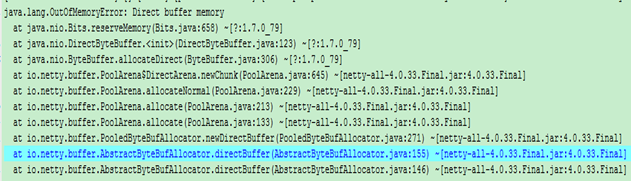 java.lang.OutOfMemoryError: Direct buffer memory
at java.nio.Bits.reserveMemory(Bits.java:658) ~[?:1.7.0_79]
at java.nio.DirectByteBuffer.<init>(DirectByteBuffer.java:123) ~[?:1.7.0_79]
at java.nio.ByteBuffer.allocateDirect(ByteBuffer.java:306) ~[?:1.7.0_79]
at io.netty.buffer.PoolArena$DirectArena.newChunk(PoolArena.java:645) ~[netty-all-4.0.33.Final.jar:4.0.33.Final]
at io.netty.buffer.PoolArena.allocateNormal(PoolArena.java:229) ~[netty-all-4.0.33.Final.jar:4.0.33.Final]
at io.netty.buffer.PoolArena.allocate(PoolArena.java:213) ~[netty-all-4.0.33.Final.jar:4.0.33.Final]
at io.netty.buffer.PoolArena.allocate(PoolArena.java:133) ~[netty-all-4.0.33.Final.jar:4.0.33.Final]
at io.netty.buffer.PooledByteBufAllocator.newDirectBuffer(PooledByteBufAllocator.java:271) ~[netty-all-4.0.33.Final.jar:4.0.33.Final]
at io.netty.buffer.AbstractByteBufAllocator.directBuffer(AbstractByteBufAllocator.java:155) ~[netty-all-4.0.33.Final.jar:4.0.33.Final]
at io.netty.buffer.AbstractByteBufAllocator.directBuffer(AbstractByteBufAllocator.java:146) ~[netty-all-4.0.33.Final.jar:4.0.33.Final]